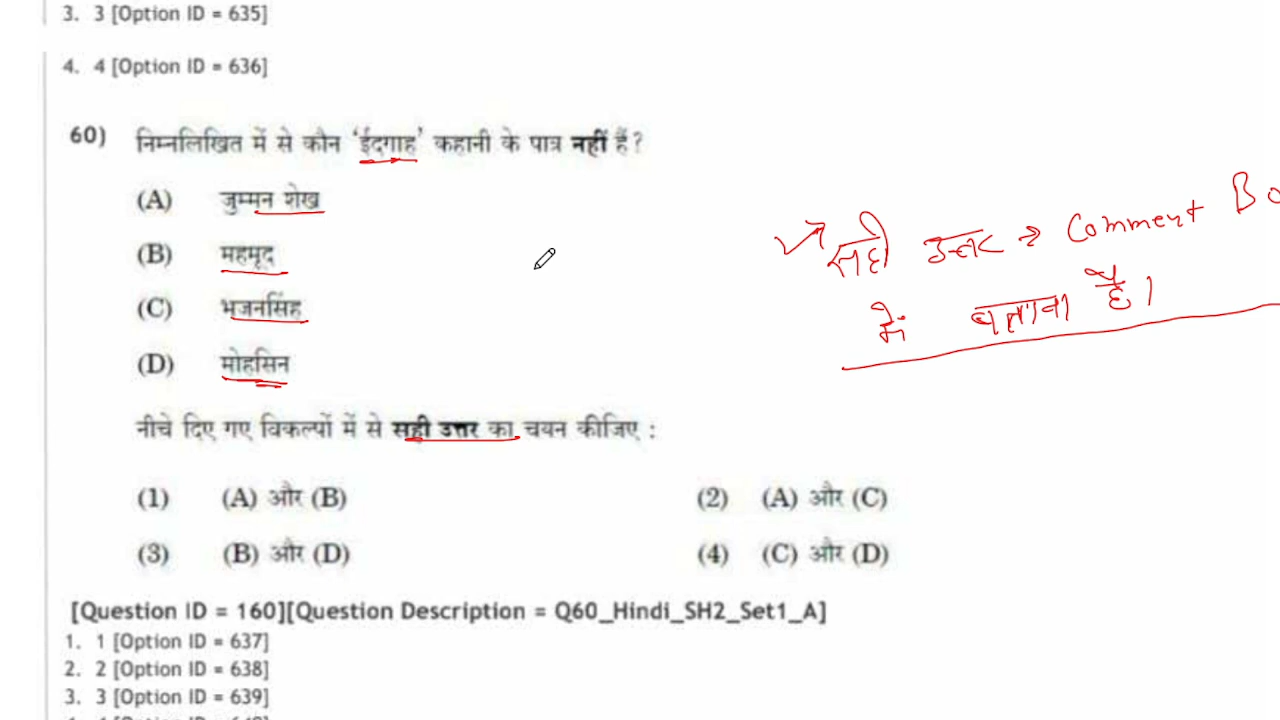 3. 3 [Option ID = 635]
4. 4 [Option ID = 636]
60) निम्नलिखित में से कौन ‘ईदगाह’ कहानी के पात्र नहीं हैं?
(A) जुम्मन शेख
(B) महमूद
(C) भजनसिंह
(D) मोहसिन
सही उत्तर → Comment Bo
में बताना है।
नीचे दिए गए विकल्पों में से सही उत्तर का चयन कीजिए :
(1) (A) और (B) (2) (A) और (C)
(3) (B) और (D) (4) (C) और (D)
[Question ID = 160][Question Description = Q60_Hindi_SH2_Set1_A]
1. 1 [Option ID = 637]
2. 2 [Option ID = 638]
3. 3 [Option ID = 639]